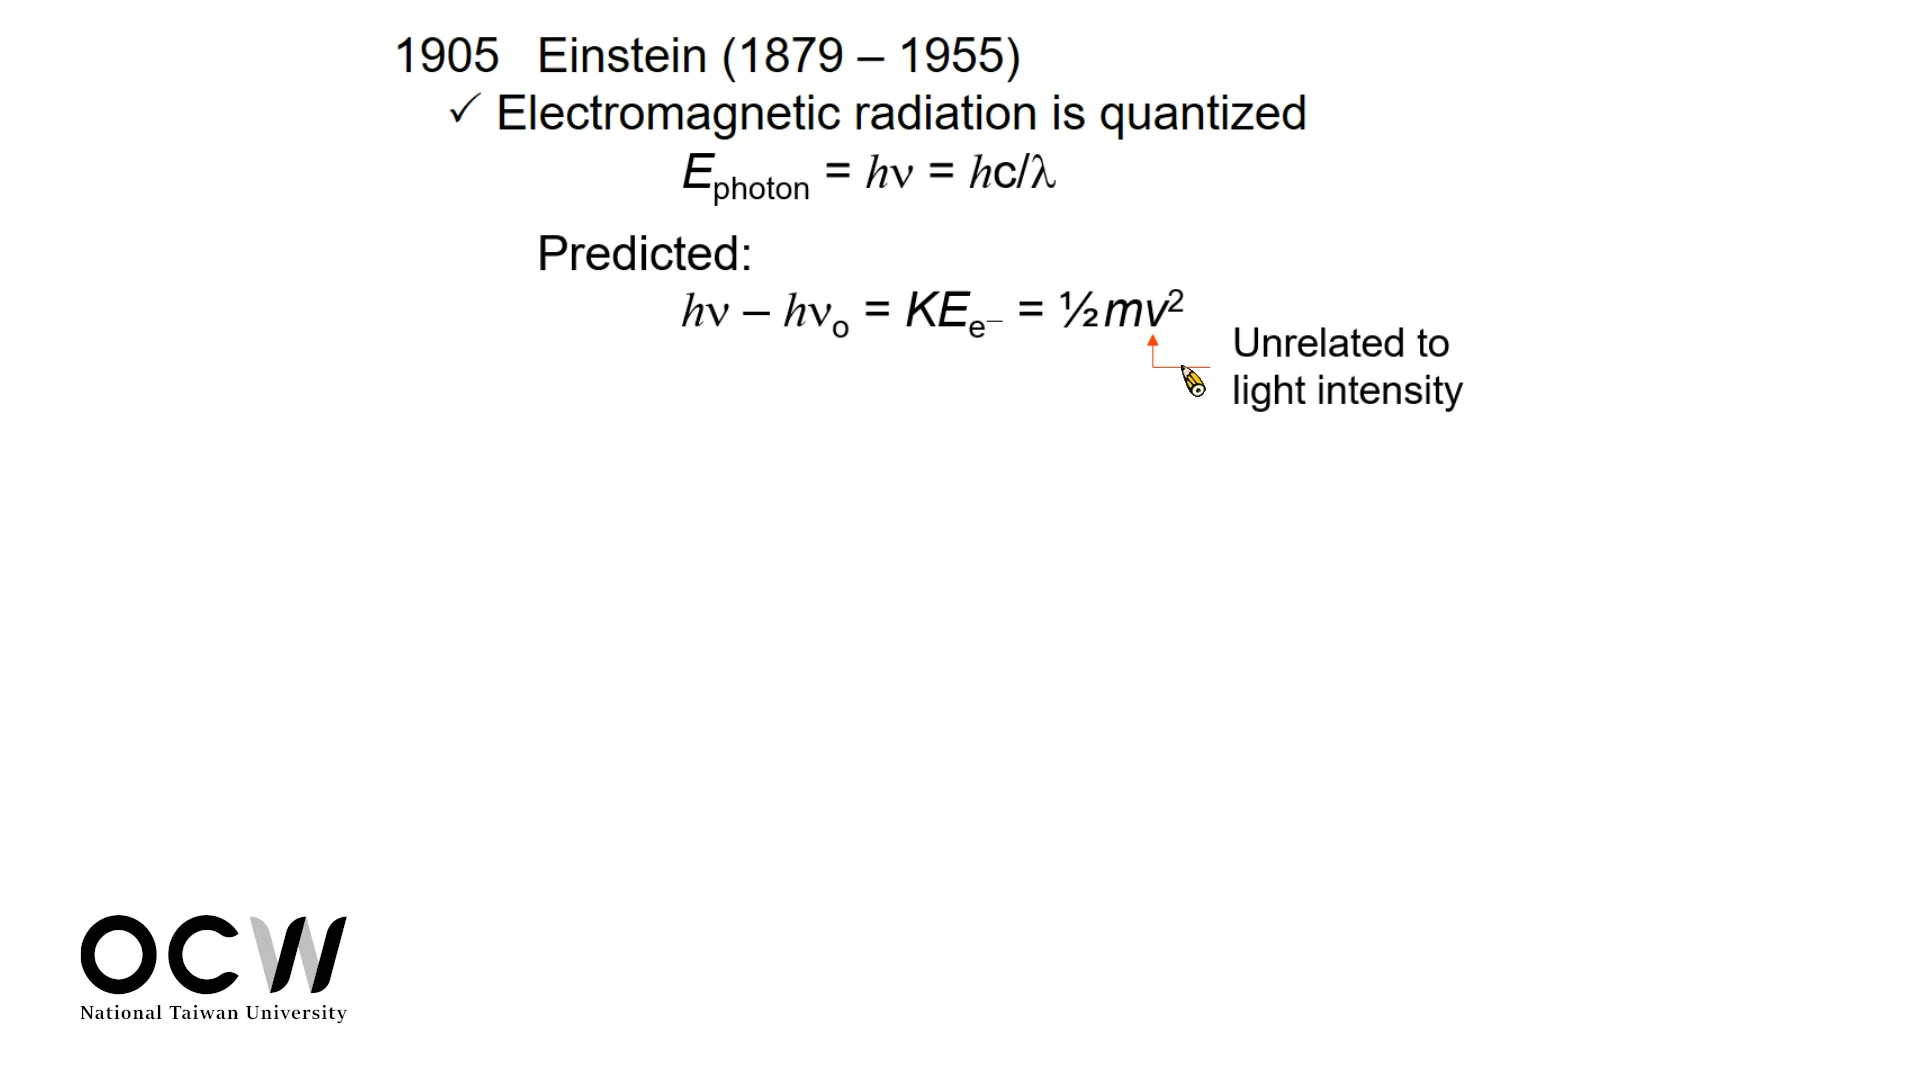 1905 Einstein (1879 – 1955)
✓ Electromagnetic radiation is quantized
E_photon = hν = hc/λ
Predicted:
hν – hν_o = KE_e⁻ = ½mv²
Unrelated to
light intensity
OCW
National Taiwan University